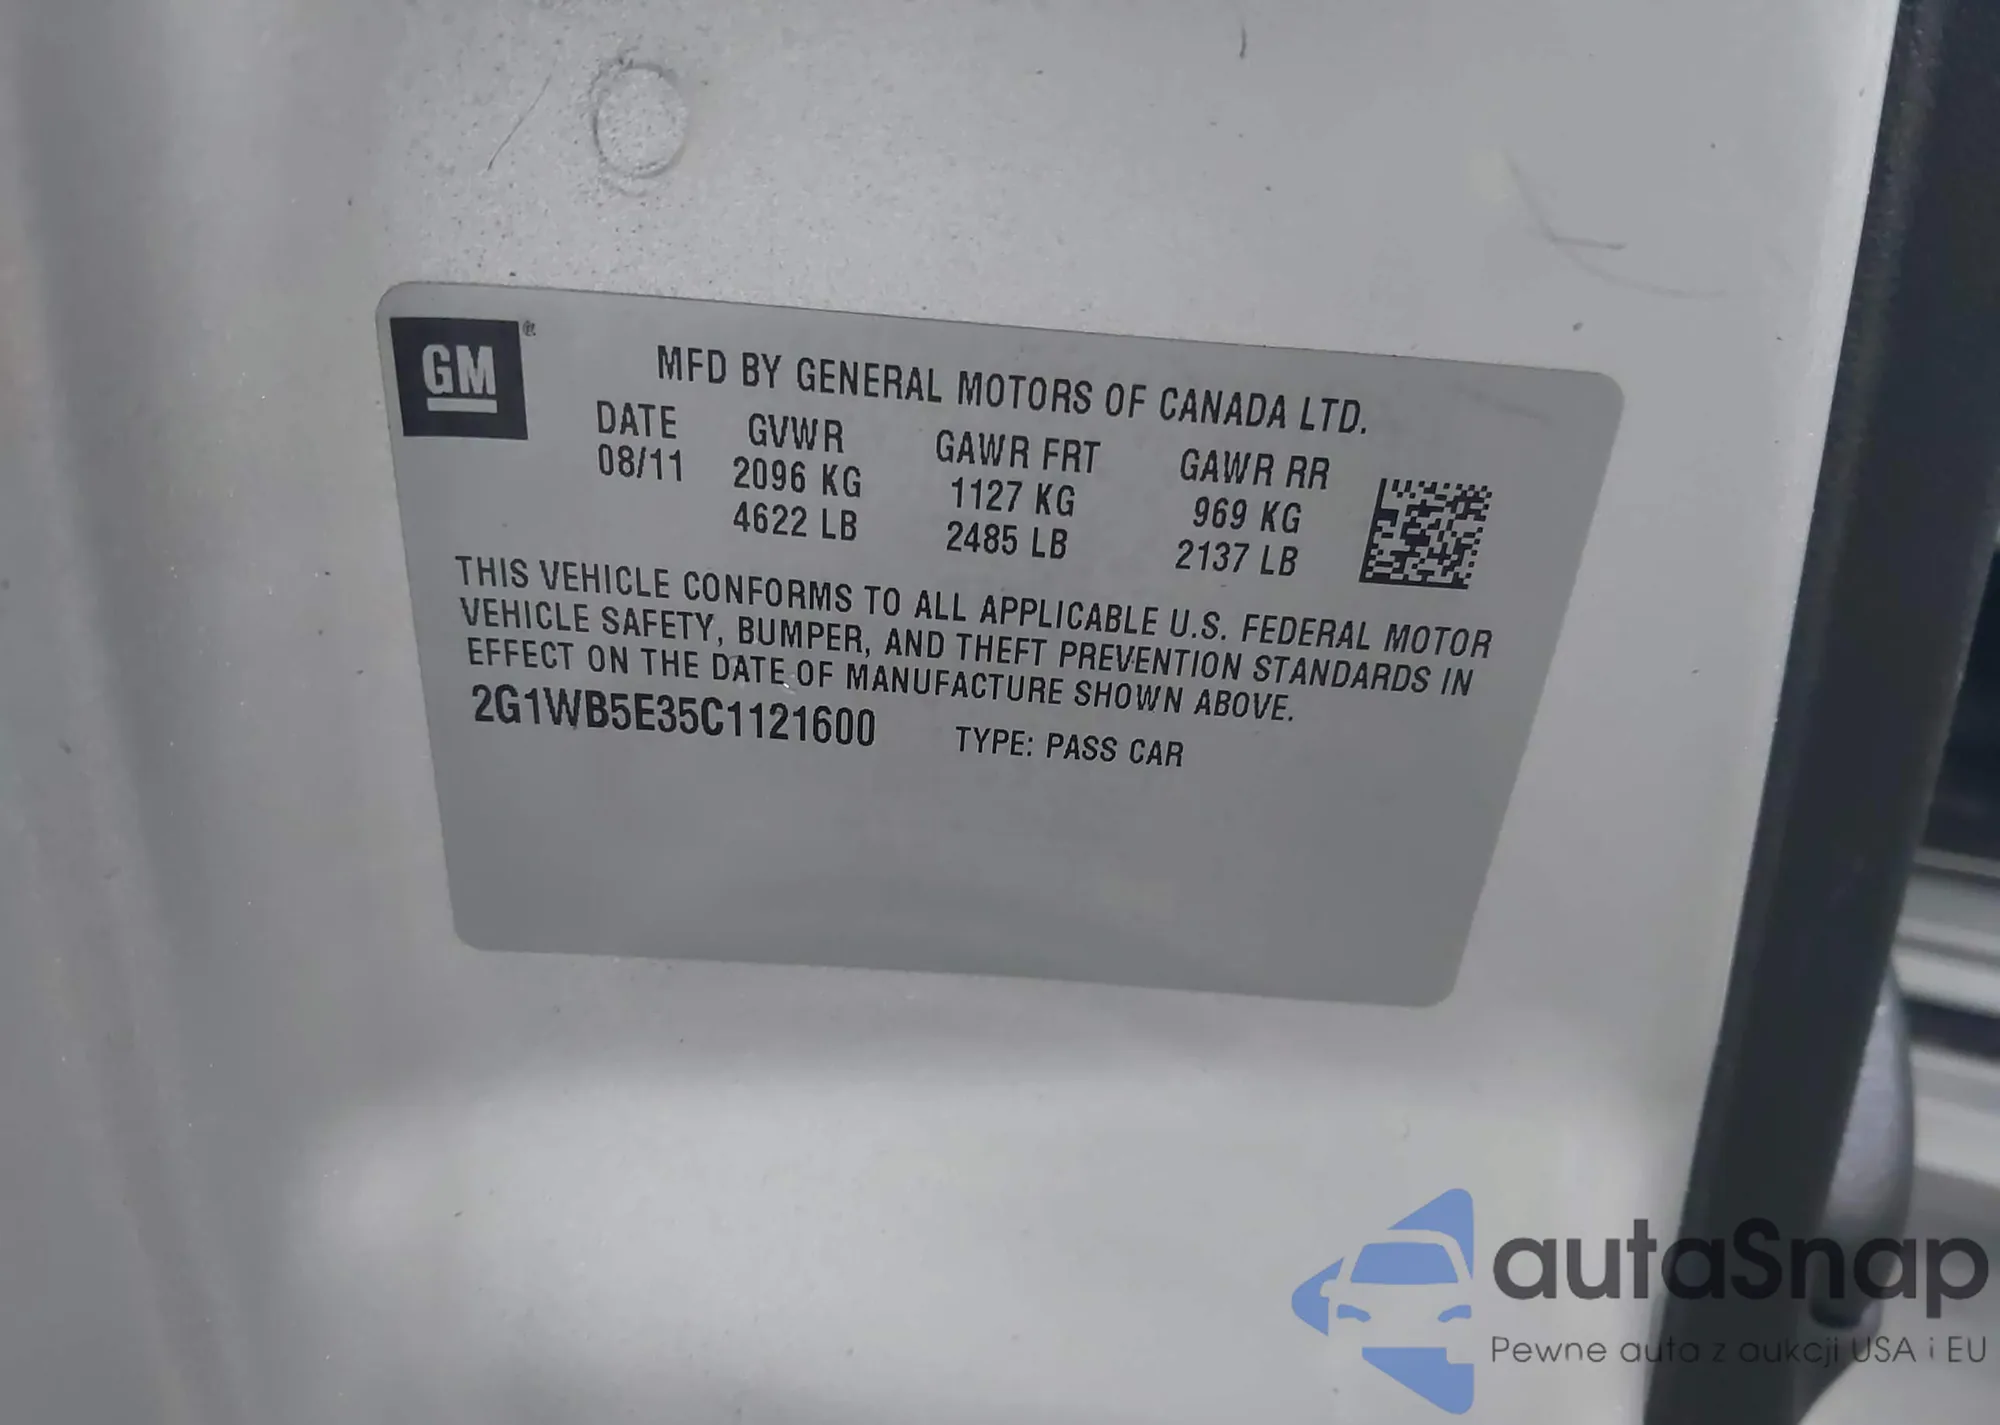 GM ®
MFD BY GENERAL MOTORS OF CANADA LTD.
DATE GVWR GAWR FRT GAWR RR
08/11 2096 KG 1127 KG 969 KG
4622 LB 2485 LB 2137 LB
THIS VEHICLE CONFORMS TO ALL APPLICABLE U.S. FEDERAL MOTOR
VEHICLE SAFETY, BUMPER, AND THEFT PREVENTION STANDARDS IN
EFFECT ON THE DATE OF MANUFACTURE SHOWN ABOVE.
2G1WB5E35C1121600 TYPE: PASS CAR
autaSnap
Pewne auta z aukcji USA i EU